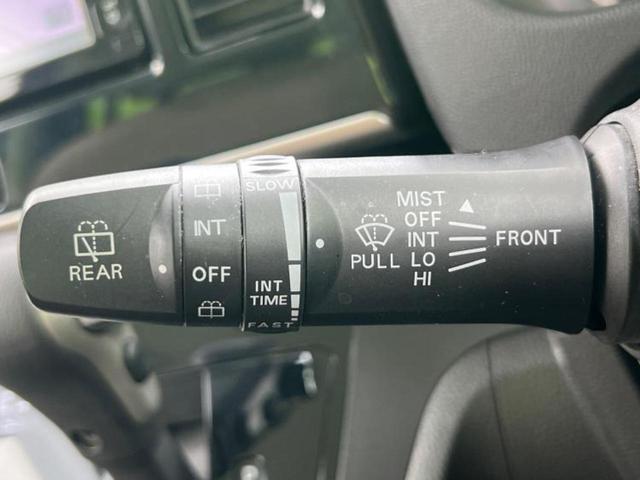 REAR
INT
OFF
SLOW
INT
TIME
FAST
PULL
MIST
OFF
INT
LO
HI
FRONT